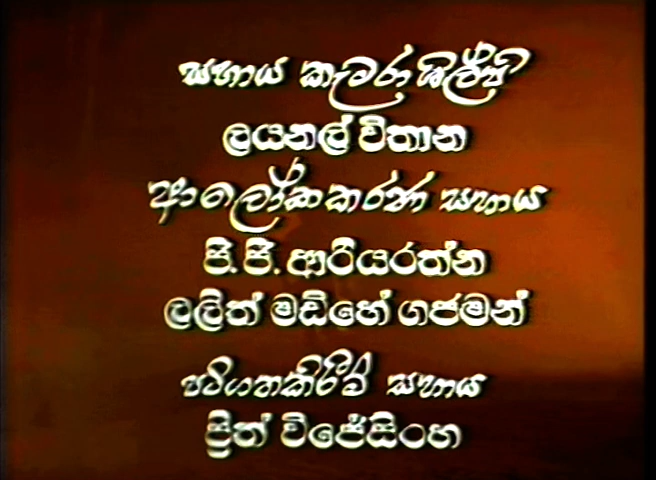 සහාය කැමරා ශිල්පී
ලයනල් විතාන
ආලෝකකරණ සහාය
පී. පී. ආරියරත්න
ලලිත් මඩිහේ ගජමන්
පටිගතකිරීම් සහාය
ප්‍රිත් විජේසිංහ